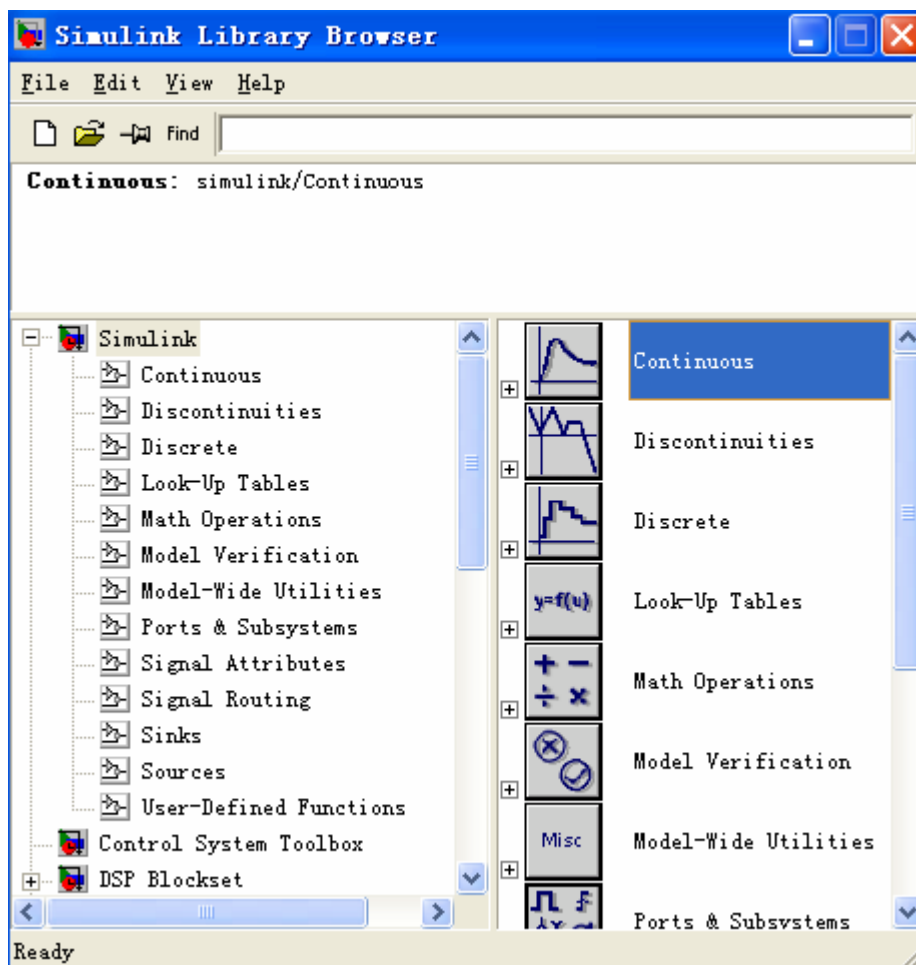 Simulink Library Browser
File Edit View Help
Find
Continuous: simulink/Continuous
Simulink
Continuous
Discontinuities
Discrete
Look-Up Tables
Math Operations
Model Verification
Model-Wide Utilities
Ports & Subsystems
Signal Attributes
Signal Routing
Sinks
Sources
User-Defined Functions
Control System Toolbox
DSP Blockset
Continuous
Discontinuities
y=f(u)
Discrete
Look-Up Tables
Math Operations
Model Verification
Misc
Model-Wide Utilities
Ports & Subsystems
Ready